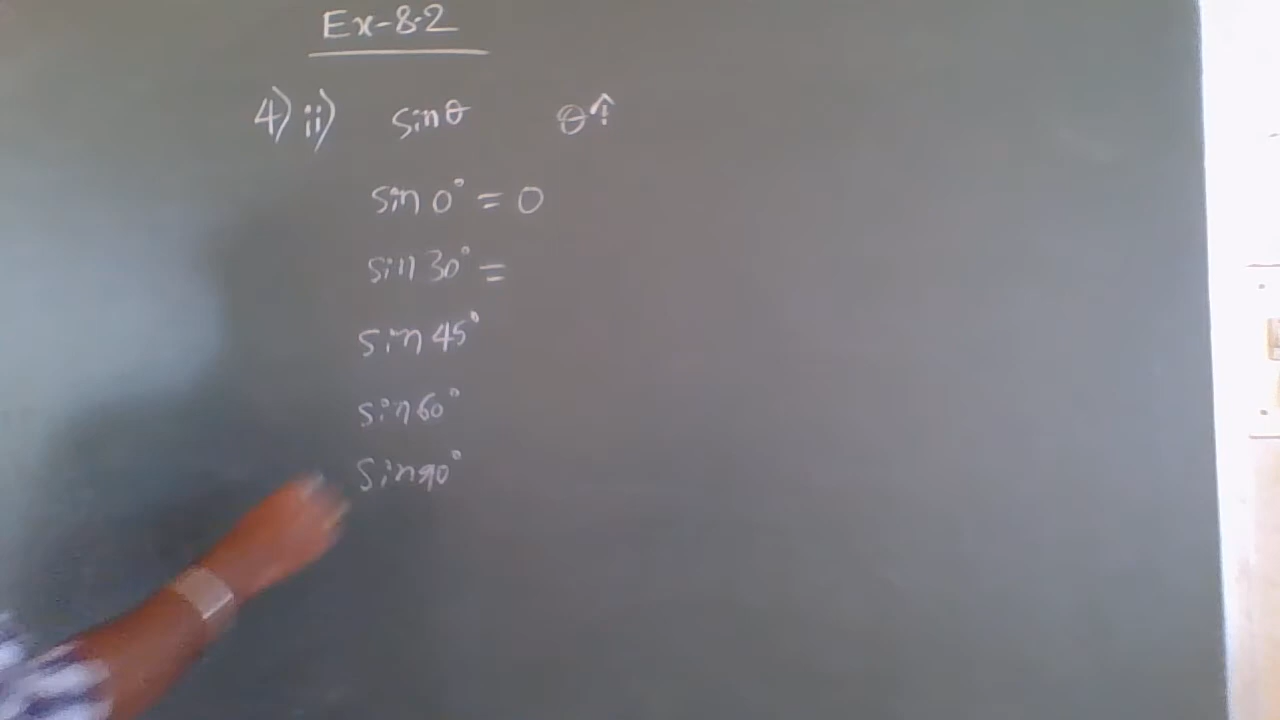 Ex-8.2
4) ii) sinθ θ↑
sin 0° = 0
sin 30° =
sin 45°
sin 60°
sin 90°